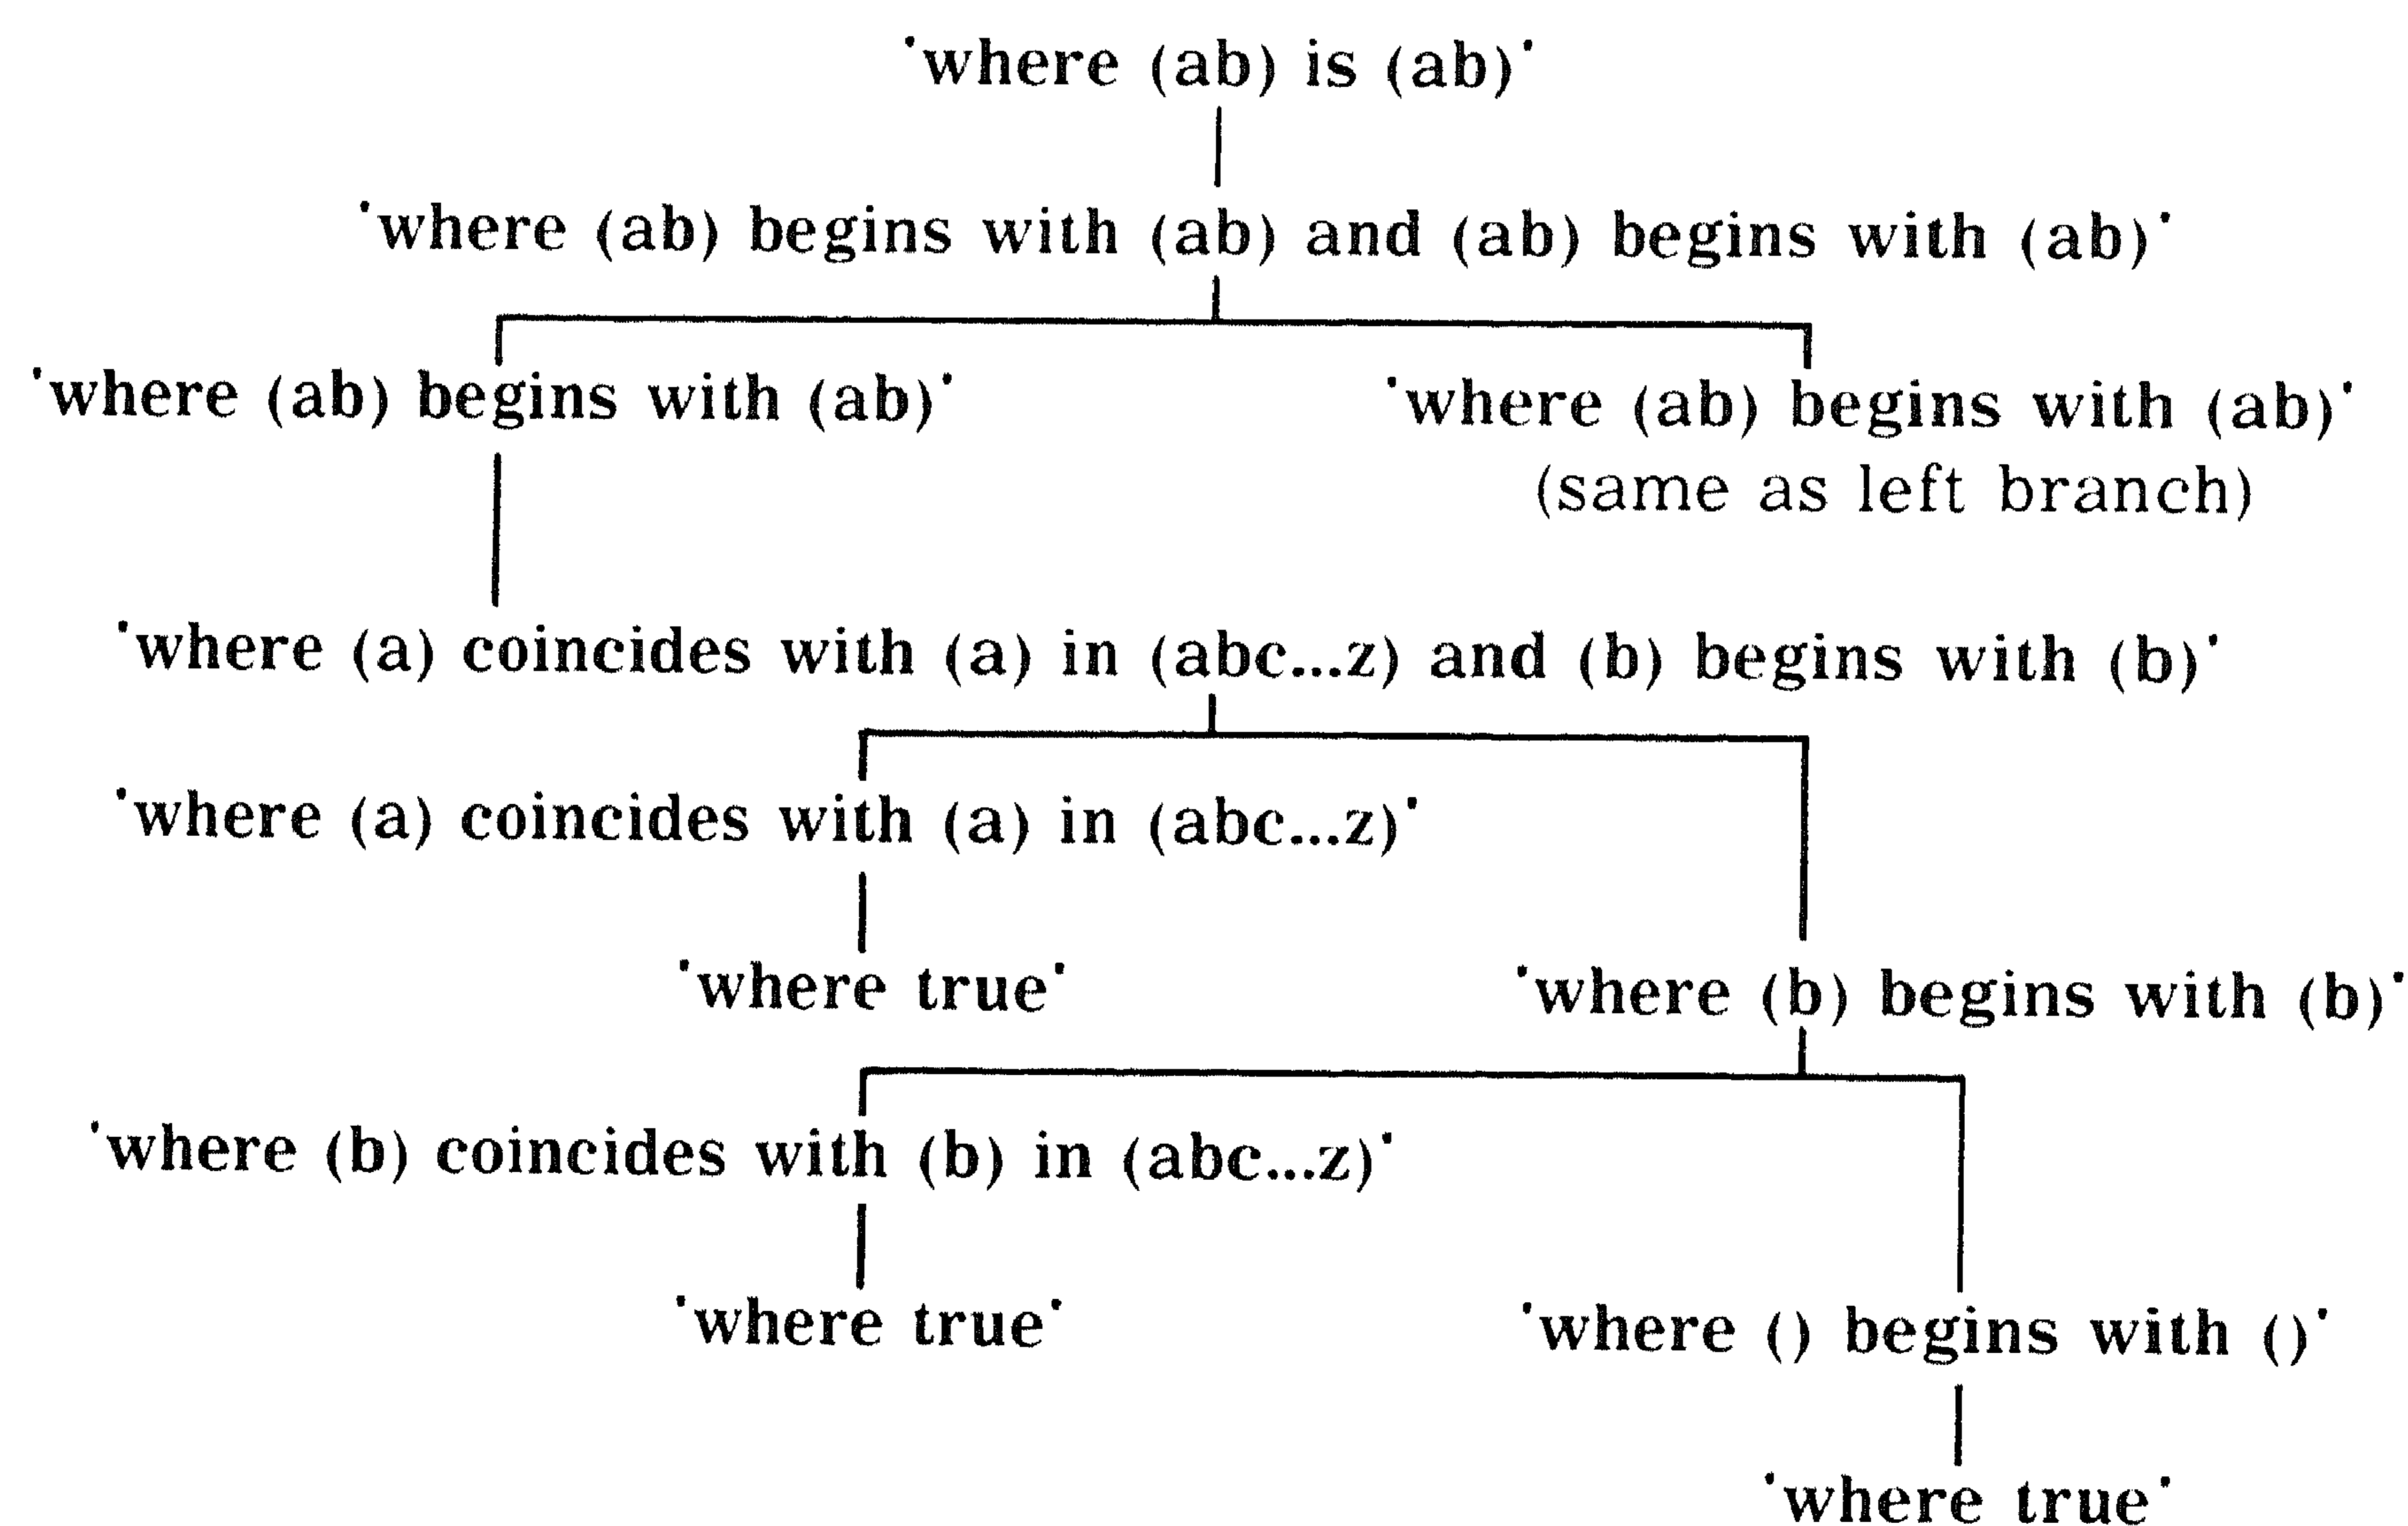 'where (ab) is (ab)'
'where (ab) begins with (ab) and (ab) begins with (ab)'
'where (ab) begins with (ab)' 'where (ab) begins with (ab)'
(same as left branch)
'where (a) coincides with (a) in (abc...z) and (b) begins with (b)'
'where (a) coincides with (a) in (abc...z)'
'where true' 'where (b) begins with (b)'
'where (b) coincides with (b) in (abc...z)'
'where true' 'where () begins with ()'
'where true'